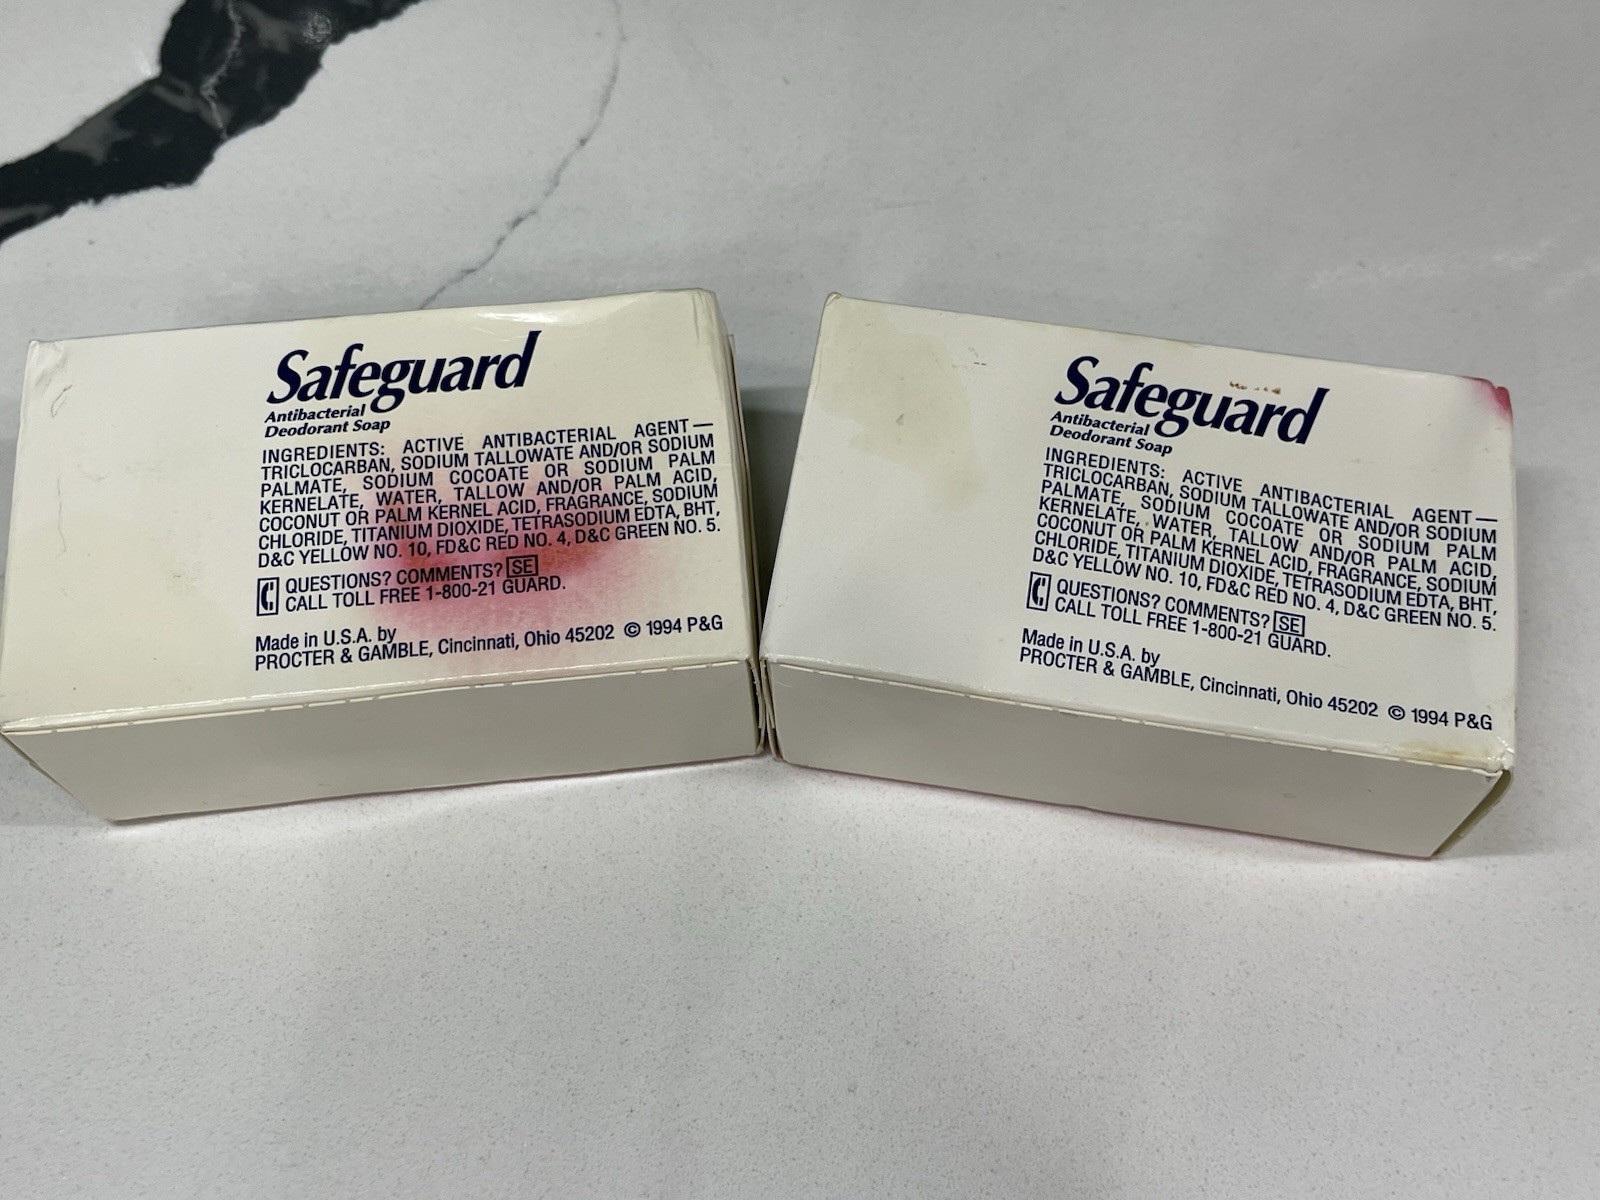 Safeguard
Antibacterial
Deodorant Soap
INGREDIENTS: ACTIVE ANTIBACTERIAL AGENT—
TRICLOCARBAN, SODIUM TALLOWATE AND/OR SODIUM
PALMATE, SODIUM COCOATE OR SODIUM PALM
KERNELATE, WATER, TALLOW AND/OR PALM ACID,
COCONUT OR PALM KERNEL ACID, FRAGRANCE, SODIUM
CHLORIDE, TITANIUM DIOXIDE, TETRASODIUM EDTA, BHT,
D&C YELLOW NO. 10, FD&C RED NO. 4, D&C GREEN NO. 5.
QUESTIONS? COMMENTS? SE
CALL TOLL FREE 1-800-21 GUARD.
Made in U.S.A. by
PROCTER & GAMBLE, Cincinnati, Ohio 45202 © 1994 P&G
Safeguard
Antibacterial
Deodorant Soap
INGREDIENTS: ACTIVE ANTIBACTERIAL AGENT—
TRICLOCARBAN, SODIUM TALLOWATE AND/OR SODIUM
PALMATE, SODIUM COCOATE OR SODIUM PALM
KERNELATE, WATER, TALLOW AND/OR PALM ACID,
COCONUT OR PALM KERNEL ACID, FRAGRANCE, SODIUM
CHLORIDE, TITANIUM DIOXIDE, TETRASODIUM EDTA, BHT,
D&C YELLOW NO. 10, FD&C RED NO. 4, D&C GREEN NO. 5.
QUESTIONS? COMMENTS? SE
CALL TOLL FREE 1-800-21 GUARD.
Made in U.S.A. by
PROCTER & GAMBLE, Cincinnati, Ohio 45202 © 1994 P&G